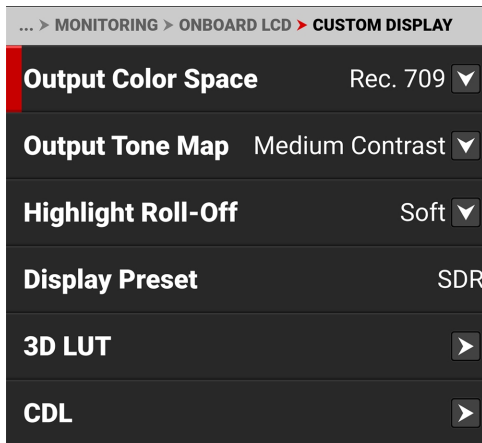 ... > MONITORING > ONBOARD LCD > CUSTOM DISPLAY
Output Color Space Rec. 709
Output Tone Map Medium Contrast
Highlight Roll-Off Soft
Display Preset SDR
3D LUT
CDL